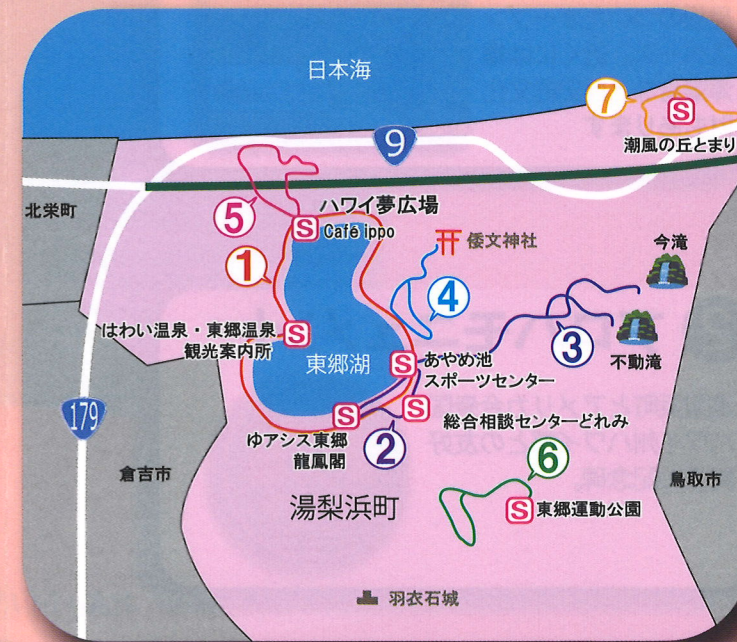 日本海
9
7
S
潮風の丘とまり
北栄町
5
ハワイ夢広場
S
Café ippo
倭文神社
今滝
1
4
はわい温泉・東郷温泉
観光案内所
S
東郷湖
S
あやめ池
スポーツセンター
3
不動滝
179
S
S
ゆアシス東郷
龍鳳閣
2
総合相談センターどれみ
倉吉市
湯梨浜町
6
S
東郷運動公園
鳥取市
羽衣石城